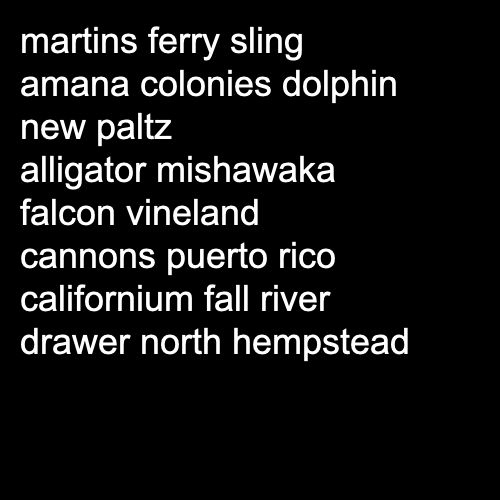 martins ferry sling
amana colonies dolphin
new paltz
alligator mishawaka
falcon vineland
cannons puerto rico
californium fall river
drawer north hempstead